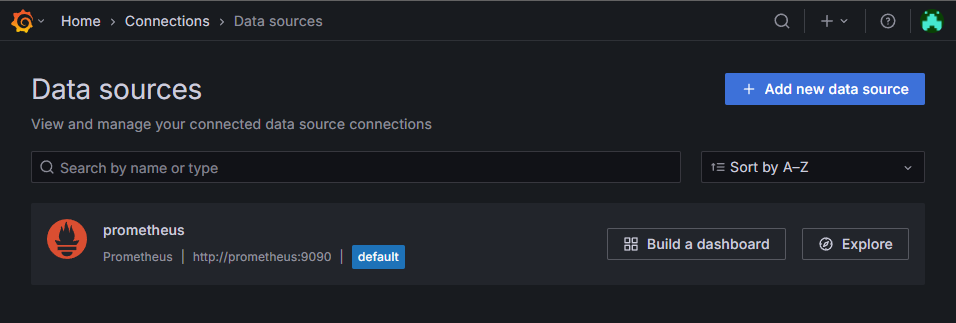 Home › Connections › Data sources
Data sources
Add new data source
View and manage your connected data source connections
Search by name or type
Sort by A–Z
prometheus
Prometheus | http://prometheus:9090 | default
Build a dashboard
Explore